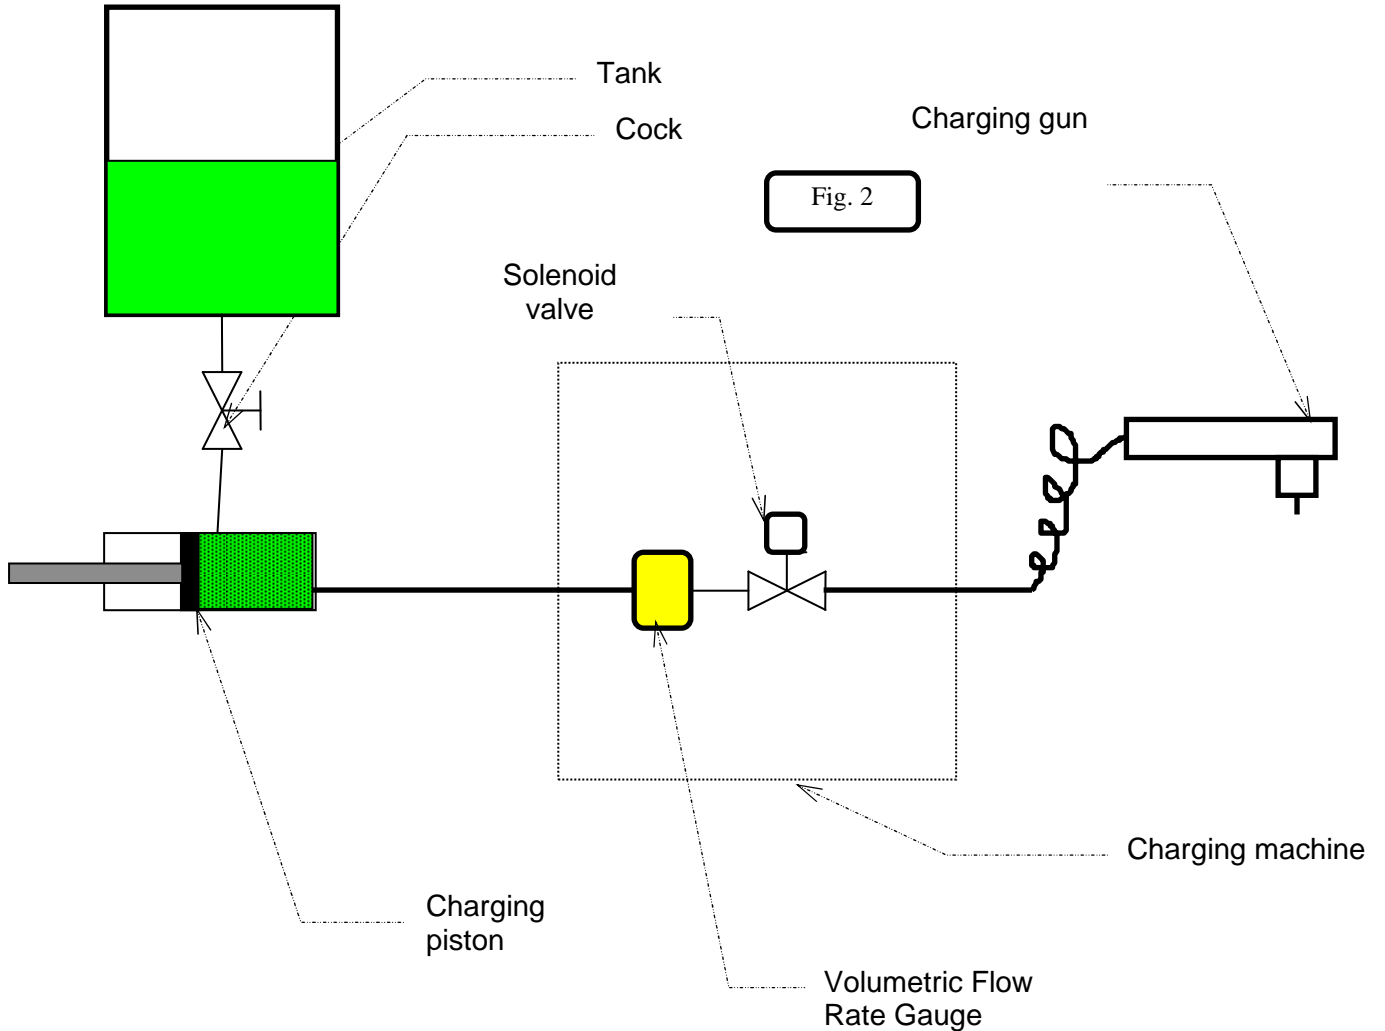 Tank
Cock
Charging gun
Fig. 2
Solenoid
valve
Charging machine
Charging
piston
Volumetric Flow
Rate Gauge